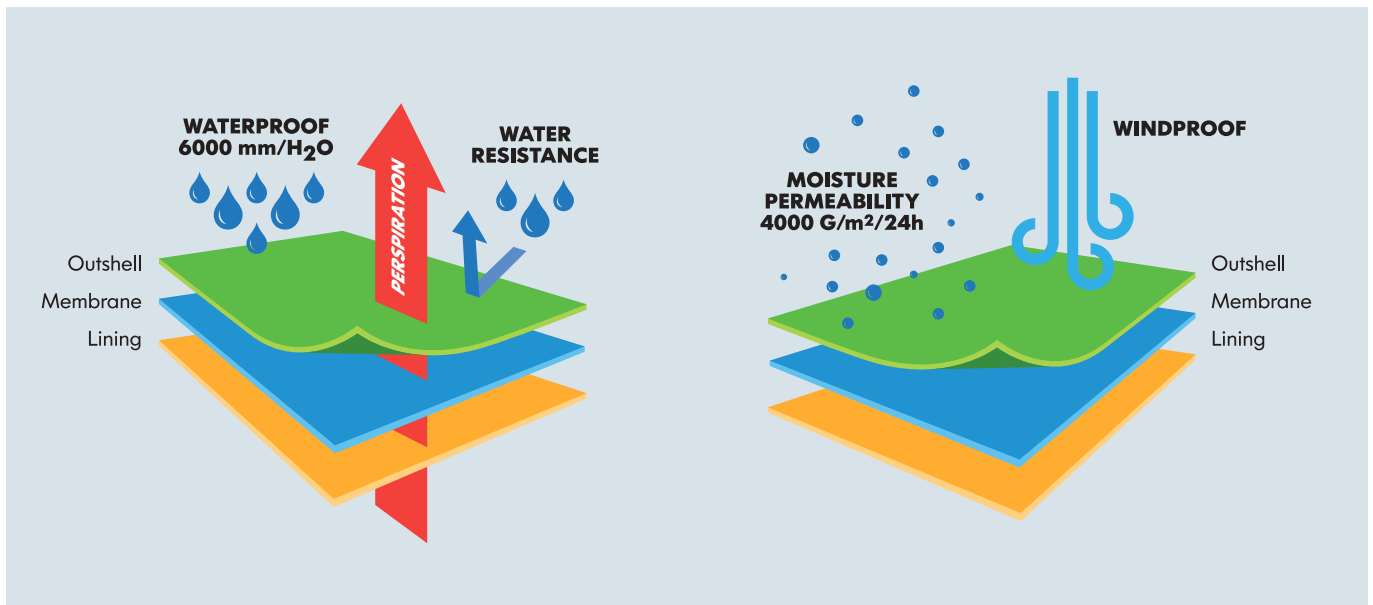 WATERPROOF
6000 mm/H₂O
PERSPIRATION
WATER
RESISTANCE
Outshell
Membrane
Lining
MOISTURE
PERMEABILITY
4000 G/m²/24h
WINDPROOF
Outshell
Membrane
Lining